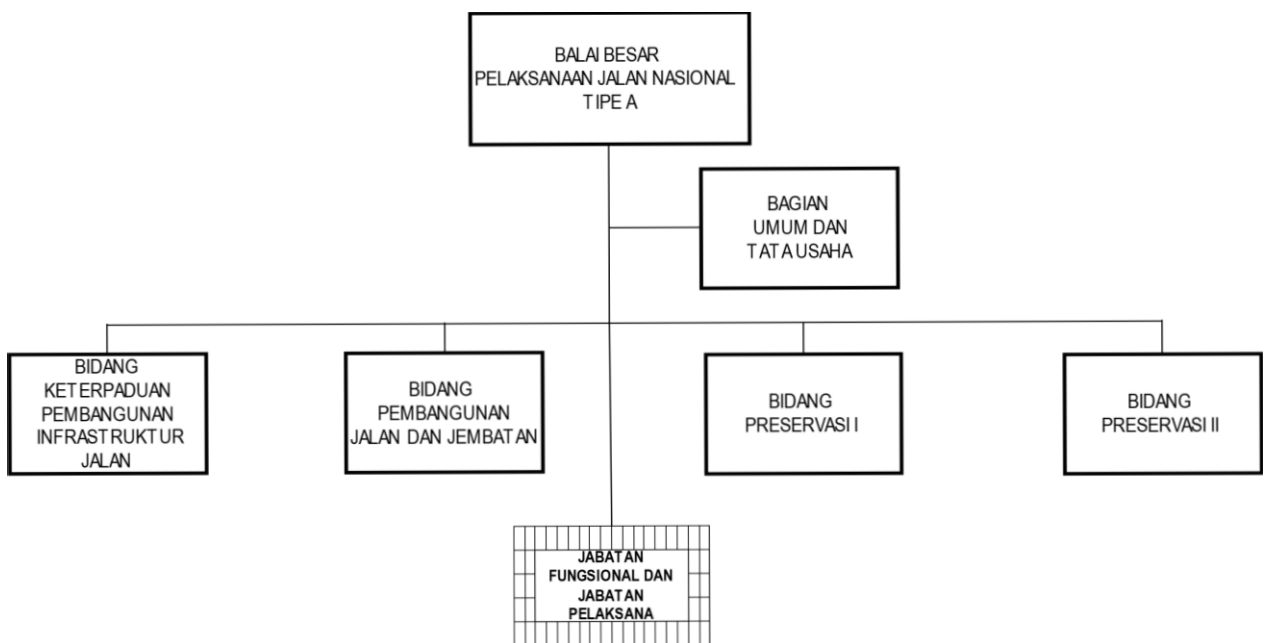 BALAI BESAR
PELAKSANAAN JALAN NASIONAL
TIPE A
BAGIAN
UMUM DAN
TATA USAHA
BIDANG
KETERPADUAN
PEMBANGUNAN
INFRASTRUKTUR
JALAN
BIDANG
PEMBANGUNAN
JALAN DAN JEMBATAN
BIDANG
PRESERVASI I
BIDANG
PRESERVASI II
JABATAN
FUNGSIONAL DAN
JABATAN
PELAKSANA